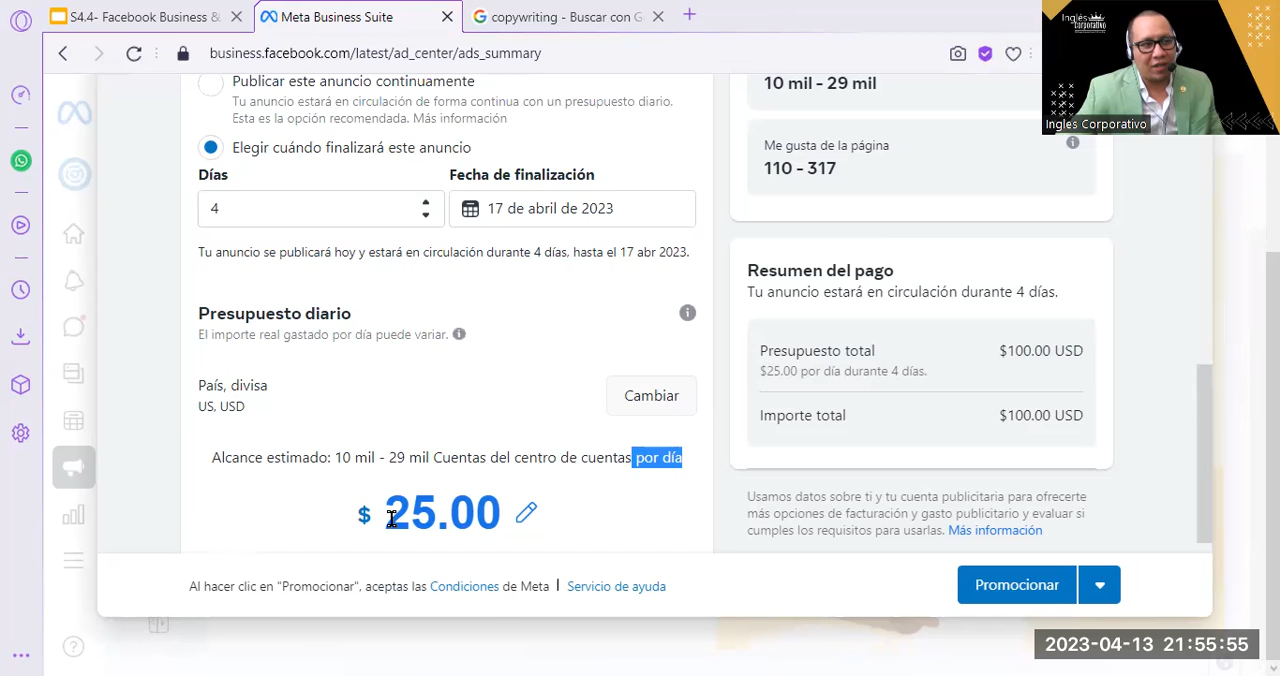 S4.4- Facebook Business &
Meta Business Suite
copywriting - Buscar con G
business.facebook.com/latest/ad_center/ads_summary
Publicar este anuncio continuamente
Tu anuncio estará en circulación de forma continua con un presupuesto diario.
Esta es la opción recomendada. Más información
Elegir cuándo finalizará este anuncio
Días
Fecha de finalización
4
17 de abril de 2023
Tu anuncio se publicará hoy y estará en circulación durante 4 días, hasta el 17 abr 2023.
Presupuesto diario
El importe real gastado por día puede variar.
País, divisa
US, USD
Cambiar
Alcance estimado: 10 mil - 29 mil Cuentas del centro de cuentas por día
$ 25.00
10 mil - 29 mil
Me gusta de la página
110 - 317
Resumen del pago
Tu anuncio estará en circulación durante 4 días.
Presupuesto total
$100.00 USD
$25.00 por día durante 4 días.
Importe total
$100.00 USD
Usamos datos sobre ti y tu cuenta publicitaria para ofrecerte
más opciones de facturación y gasto publicitario y evaluar si
cumples los requisitos para usarlas. Más información
Al hacer clic en "Promocionar", aceptas las Condiciones de Meta | Servicio de ayuda
Promocionar
Inglés
Corporativo
Ingles Corporativo
2023-04-13 21:55:55